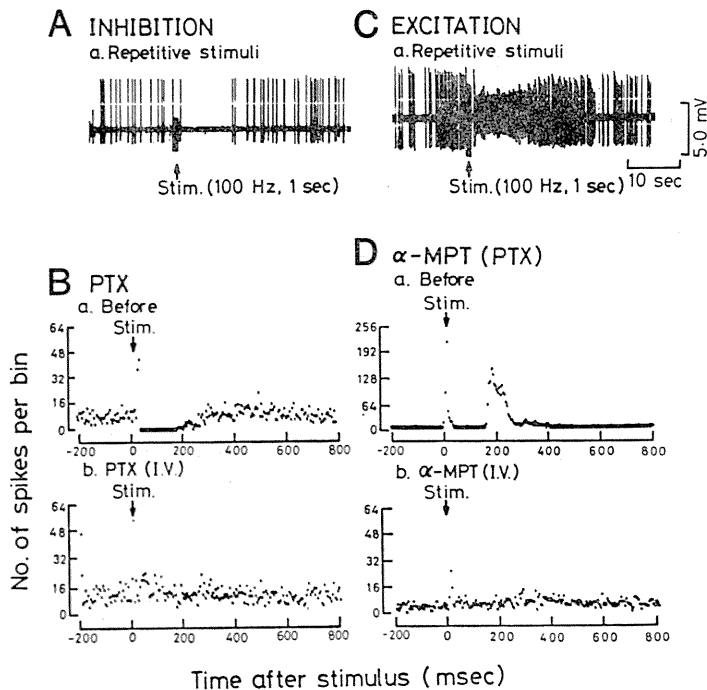 A INHIBITION
a. Repetitive stimuli
Stim. (100 Hz, 1 sec)
C EXCITATION
a. Repetitive stimuli
Stim. (100 Hz, 1 sec)
5.0 mV
10 sec
B PTX
a. Before
Stim.
64
48
32
16
0
-200 0 200 400 600 800
b. PTX (I.V.)
Stim.
64
48
32
16
0
-200 0 200 400 600 800
D α-MPT (PTX)
a. Before
Stim.
256
192
128
64
0
-200 0 200 400 600 800
b. α-MPT (I.V.)
Stim.
64
48
32
16
0
-200 0 200 400 600 800
No. of spikes per bin
Time after stimulus (msec)